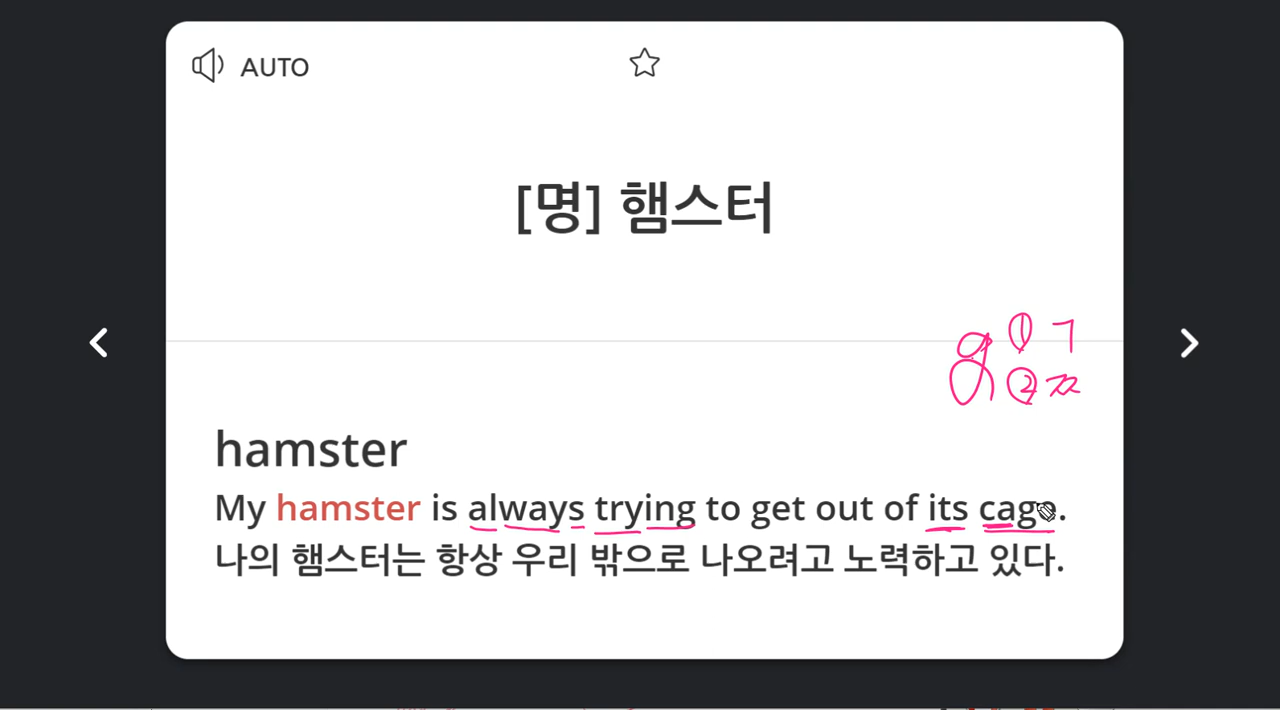 AUTO
[명] 햄스터
g ① ㄱ
② ㅈ
hamster
My hamster is always trying to get out of its cage.
나의 햄스터는 항상 우리 밖으로 나오려고 노력하고 있다.